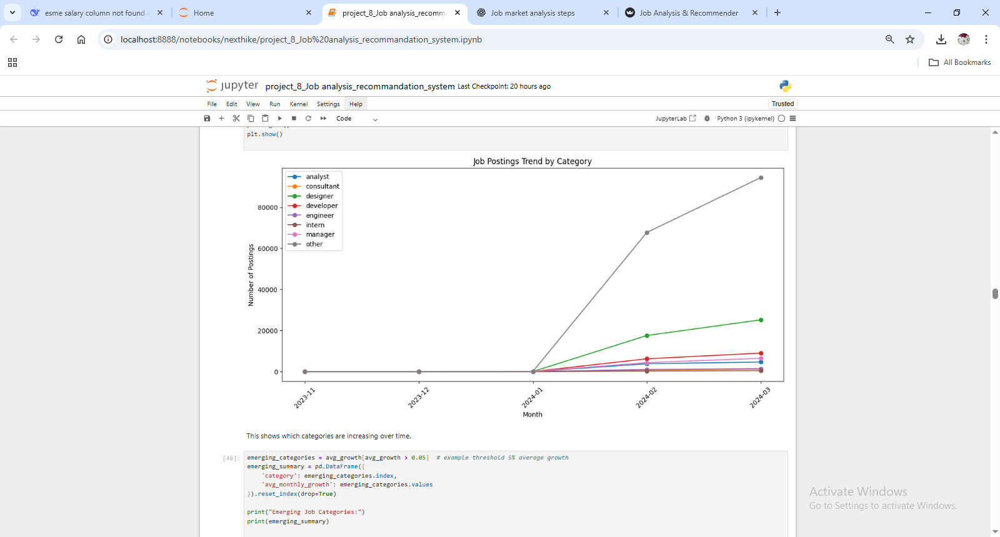 esme salary column not found
Home
project_8_Job analysis_recomm
Job market analysis steps
Job Analysis & Recommender
localhost:8888/notebooks/nexthike/project_8_Job%20analysis_recommandation_system.ipynb
All Bookmarks
jupyter project_8_Job analysis_recommandation_system Last Checkpoint: 20 hours ago
File Edit View Run Kernel Settings Help
Trusted
Code
JupyterLab
Python 3 (ipykernel)
plt.show()
Job Postings Trend by Category
analyst
consultant
designer
developer
engineer
intern
manager
other
Number of Postings
80000
60000
40000
20000
0
2023-11
2023-12
2024-01
2024-02
2024-03
Month
This shows which categories are increasing over time.
[48]:
emerging_categories = avg_growth[avg_growth > 0.05]  # example threshold 5% average growth
emerging_summary = pd.DataFrame({
    'category': emerging_categories.index,
    'avg_monthly_growth': emerging_categories.values
}).reset_index(drop=True)
print("Emerging Job Categories:")
print(emerging_summary)
Activate Windows
Go to Settings to activate Windows.